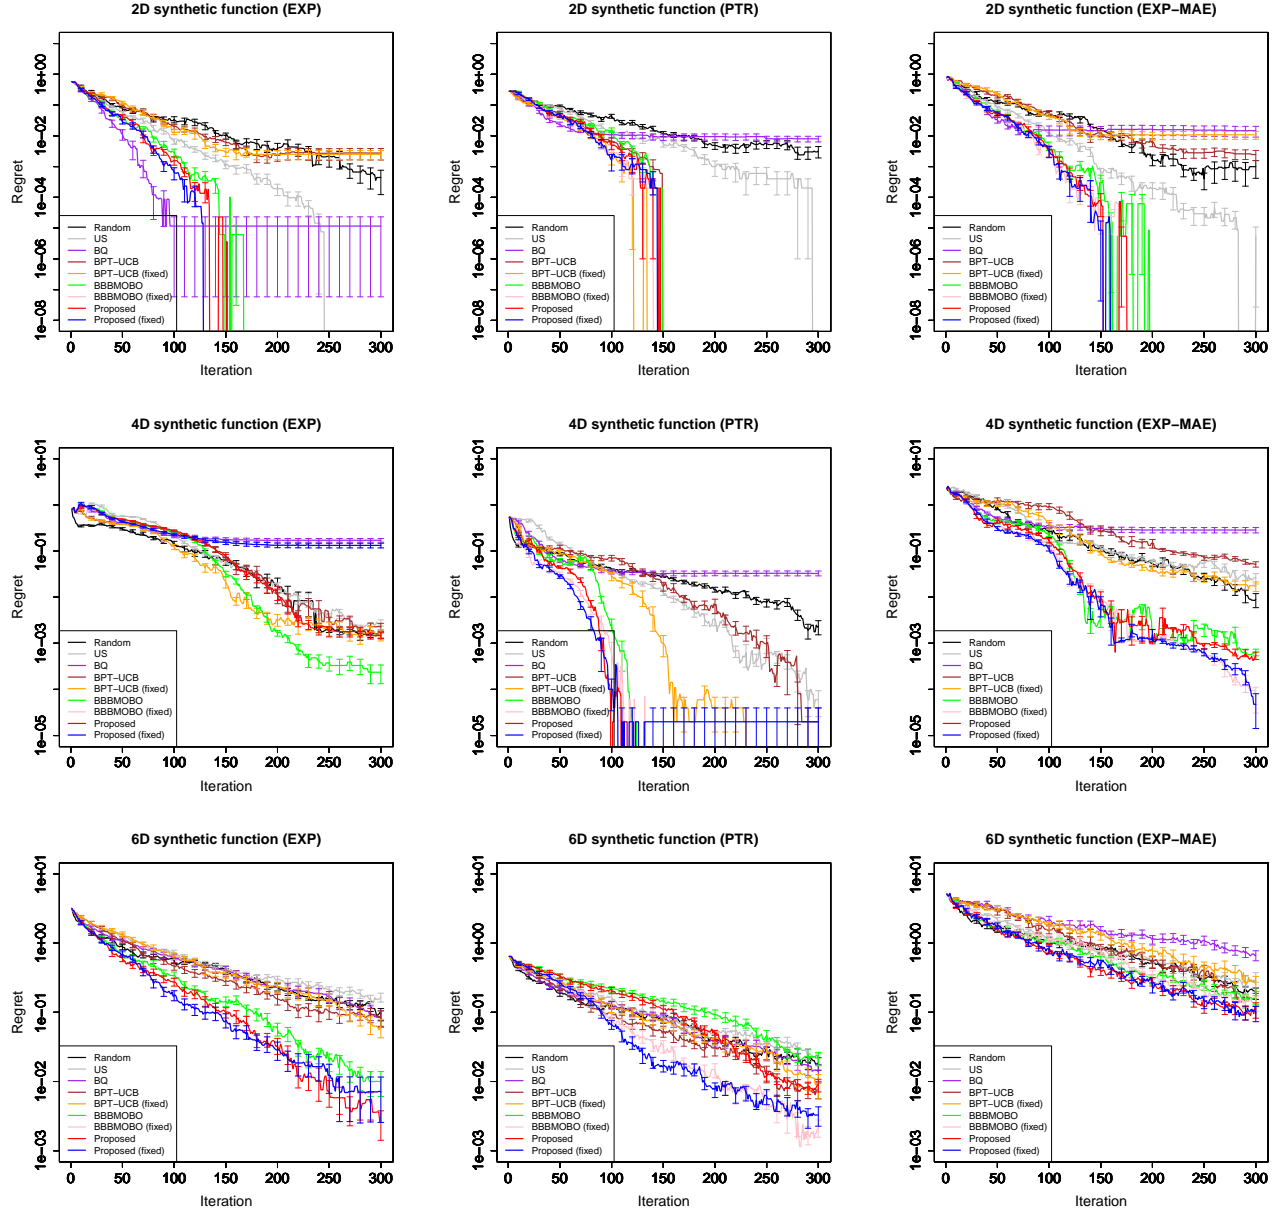 2D synthetic function (EXP)
Regret
1e+00
1e−02
1e−04
1e−06
1e−08
Random
US
BQ
BPT−UCB
BPT−UCB (fixed)
BBBMOBO
BBBMOBO (fixed)
Proposed
Proposed (fixed)
0 50 100 150 200 250 300
Iteration
2D synthetic function (PTR)
Regret
1e+00
1e−02
1e−04
1e−06
1e−08
Random
US
BQ
BPT−UCB
BPT−UCB (fixed)
BBBMOBO
BBBMOBO (fixed)
Proposed
Proposed (fixed)
0 50 100 150 200 250 300
Iteration
2D synthetic function (EXP−MAE)
Regret
1e+00
1e−02
1e−04
1e−06
1e−08
Random
US
BQ
BPT−UCB
BPT−UCB (fixed)
BBBMOBO
BBBMOBO (fixed)
Proposed
Proposed (fixed)
0 50 100 150 200 250 300
Iteration
4D synthetic function (EXP)
Regret
1e+01
1e−01
1e−03
1e−05
Random
US
BQ
BPT−UCB
BPT−UCB (fixed)
BBBMOBO
BBBMOBO (fixed)
Proposed
Proposed (fixed)
0 50 100 150 200 250 300
Iteration
4D synthetic function (PTR)
Regret
1e+01
1e−01
1e−03
1e−05
Random
US
BQ
BPT−UCB
BPT−UCB (fixed)
BBBMOBO
BBBMOBO (fixed)
Proposed
Proposed (fixed)
0 50 100 150 200 250 300
Iteration
4D synthetic function (EXP−MAE)
Regret
1e+01
1e−01
1e−03
1e−05
Random
US
BQ
BPT−UCB
BPT−UCB (fixed)
BBBMOBO
BBBMOBO (fixed)
Proposed
Proposed (fixed)
0 50 100 150 200 250 300
Iteration
6D synthetic function (EXP)
Regret
1e+01
1e+00
1e−01
1e−02
1e−03
Random
US
BQ
BPT−UCB
BPT−UCB (fixed)
BBBMOBO
BBBMOBO (fixed)
Proposed
Proposed (fixed)
0 50 100 150 200 250 300
Iteration
6D synthetic function (PTR)
Regret
1e+01
1e+00
1e−01
1e−02
1e−03
Random
US
BQ
BPT−UCB
BPT−UCB (fixed)
BBBMOBO
BBBMOBO (fixed)
Proposed
Proposed (fixed)
0 50 100 150 200 250 300
Iteration
6D synthetic function (EXP−MAE)
Regret
1e+01
1e+00
1e−01
1e−02
1e−03
Random
US
BQ
BPT−UCB
BPT−UCB (fixed)
BBBMOBO
BBBMOBO (fixed)
Proposed
Proposed (fixed)
0 50 100 150 200 250 300
Iteration